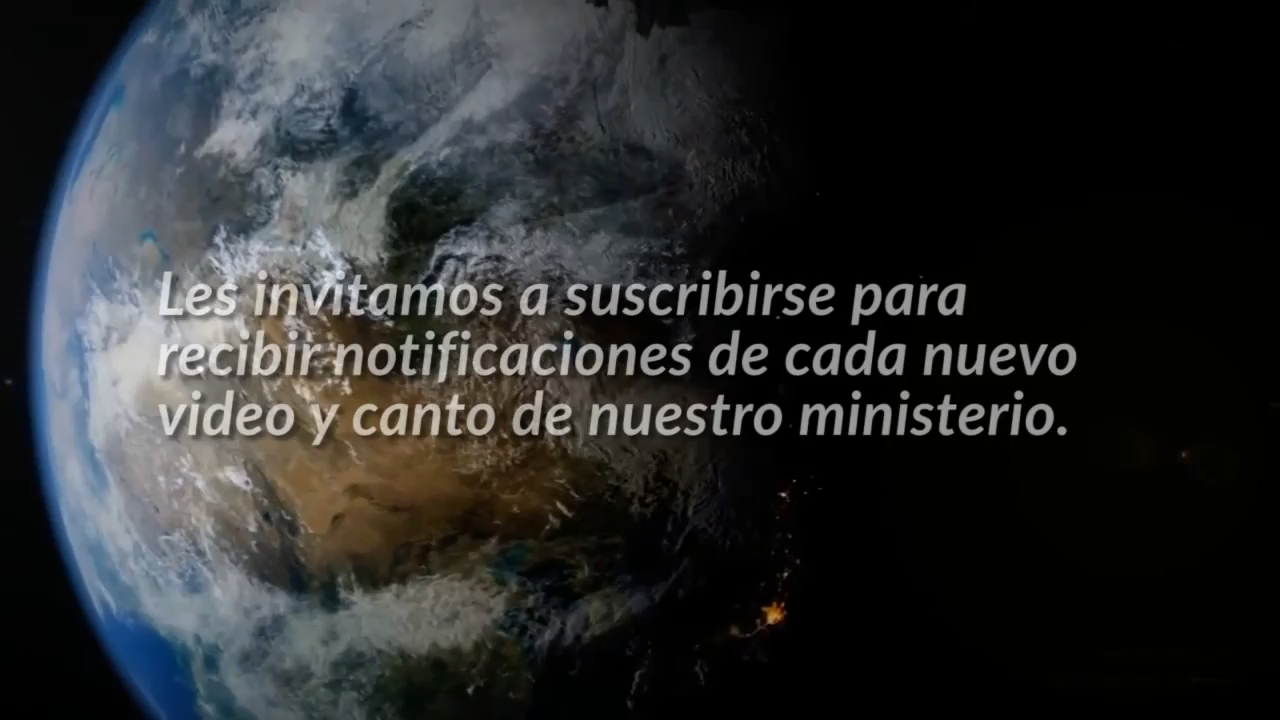 Les invitamos a suscribirse para
recibir notificaciones de cada nuevo
video y canto de nuestro ministerio.